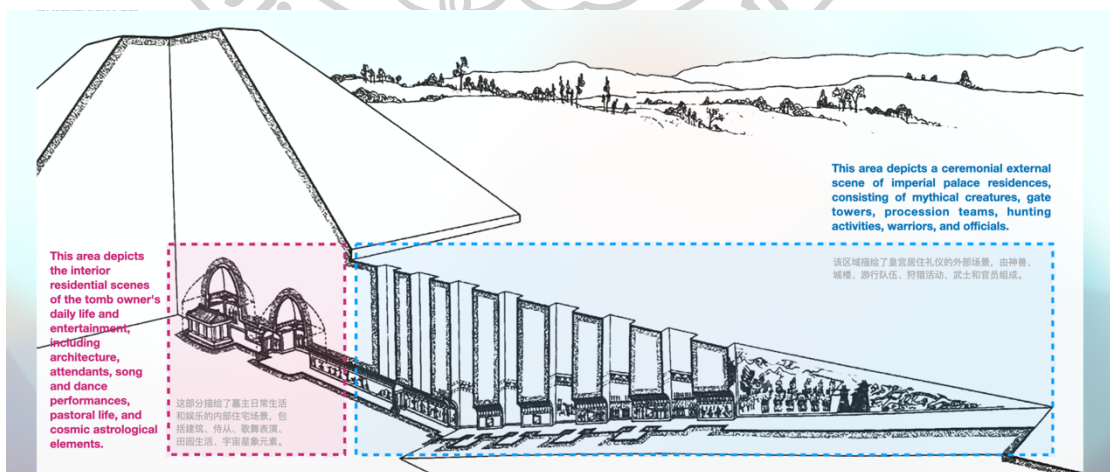 This area depicts a ceremonial external
scene of imperial palace residences,
consisting of mythical creatures, gate
towers, procession teams, hunting
activities, warriors, and officials.
该区域描绘了皇宫居住礼仪的外部场景，由神兽、
城楼、游行队伍、狩猎活动、武士和官员组成。
This area depicts
the interior
residential scenes
of the tomb owner's
daily life and
entertainment,
including
architecture,
attendants, song
and dance
performances,
pastoral life, and
cosmic astrological
elements.
这部分描绘了墓主日常生活
和娱乐的内部住宅场景，包
括建筑、侍从、歌舞表演、
田园生活、宇宙星象元素。